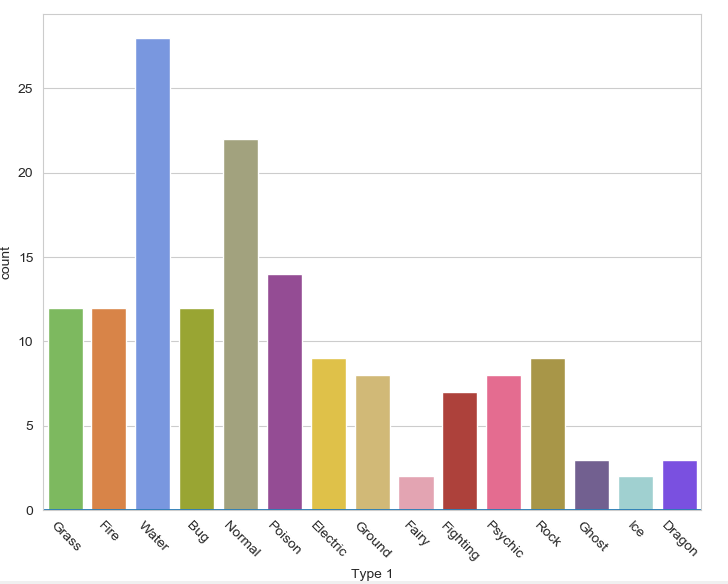 25
20
15
10
5
0
count
Grass
Fire
Water
Bug
Normal
Poison
Electric
Ground
Fairy
Fighting
Psychic
Rock
Ghost
Ice
Dragon
Type 1